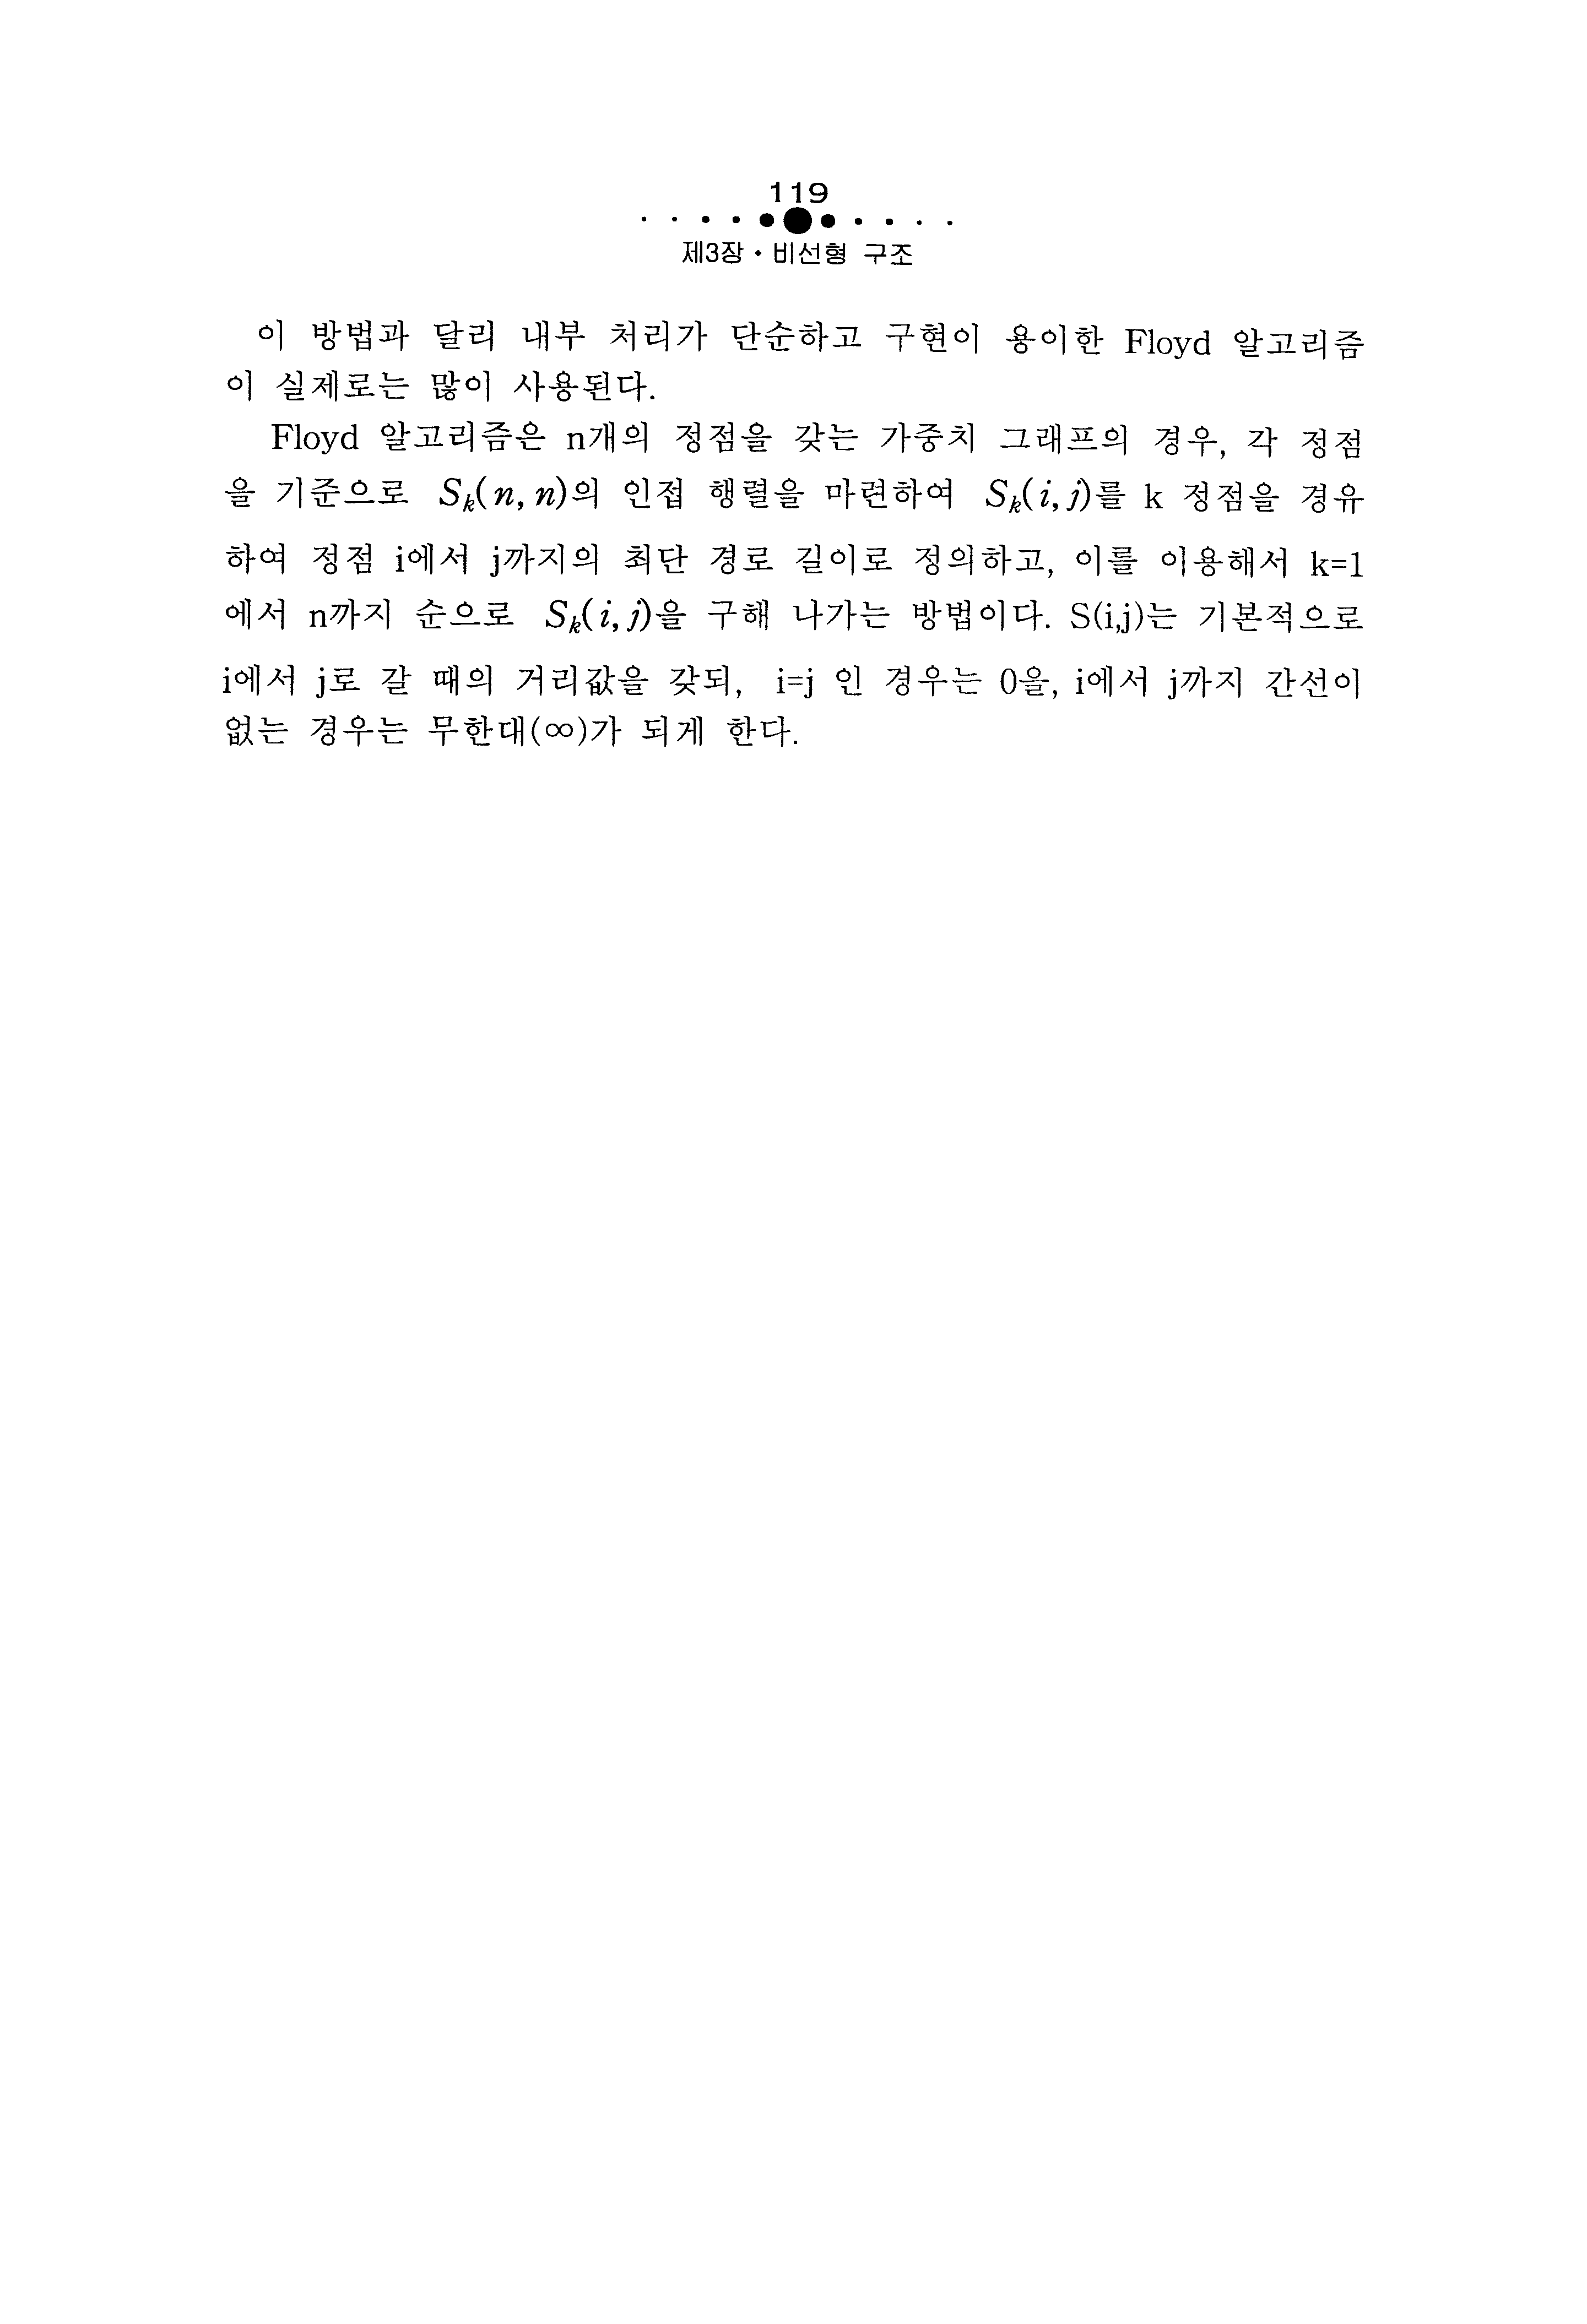 119
제3장・비선형 구조
이 방법과 달리 내부 처리가 단순하고 구현이 용이한 Floyd 알고리즘
이 실제로는 많이 사용된다.
Floyd 알고리즘은 n개의 정점을 갖는 가중치 그래프의 경우, 각 정점
을 기준으로 Sₖ(n, n)의 인접 행렬을 마련하여 Sₖ(i, j)를 k 정점을 경유
하여 정점 i에서 j까지의 최단 경로 길이로 정의하고, 이를 이용해서 k=1
에서 n까지 순으로 Sₖ(i, j)을 구해 나가는 방법이다. S(i,j)는 기본적으로
i에서 j로 갈 때의 거리값을 갖되, i=j 인 경우는 0을, i에서 j까지 간선이
없는 경우는 무한대(∞)가 되게 한다.